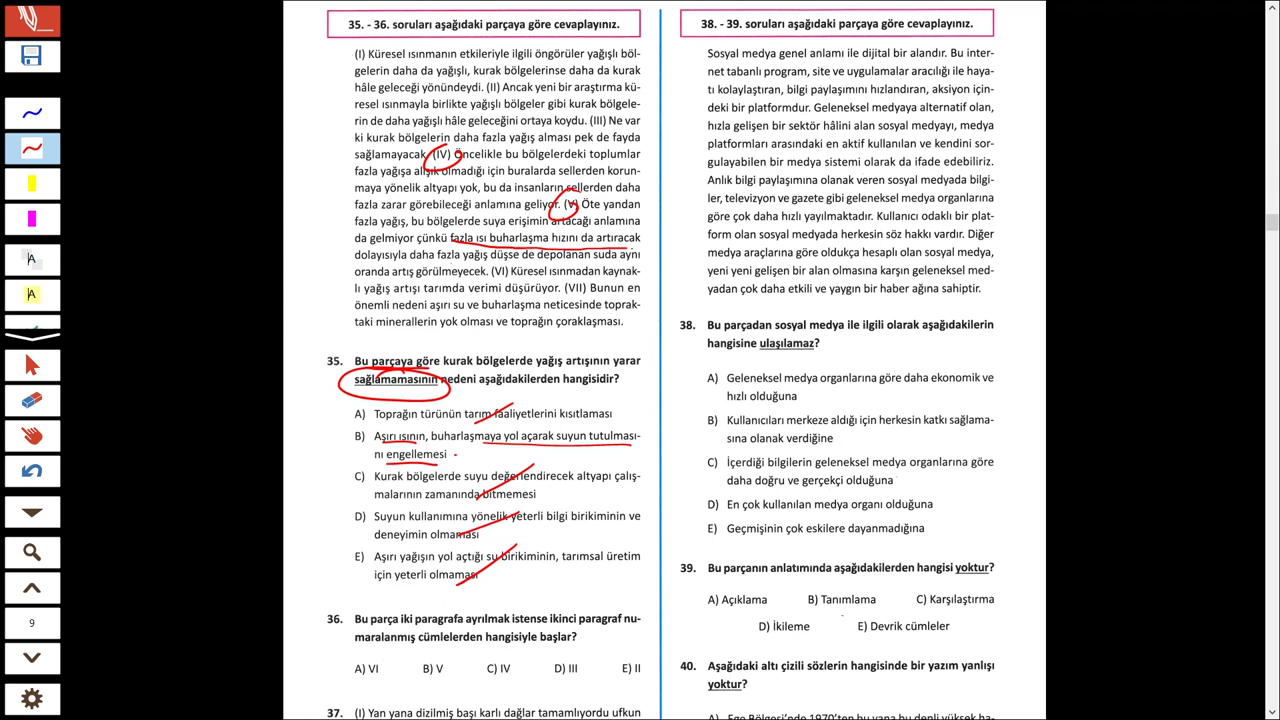 35. - 36. soruları aşağıdaki parçaya göre cevaplayınız.
(I) Küresel ısınmanın etkileriyle ilgili öngörüler yağışlı böl-
gelerin daha da yağışlı, kurak bölgelerinse daha da kurak
hâle geleceği yönündeydi. (II) Ancak yeni bir araştırma kü-
resel ısınmayla birlikte yağışlı bölgeler gibi kurak bölgele-
rin de daha yağışlı hâle geleceğini ortaya koydu. (III) Ne var
ki kurak bölgelerin daha fazla yağış alması pek de fayda
sağlamayacak. (IV) Öncelikle bu bölgelerdeki toplumlar
fazla yağışa alışık olmadığı için buralarda sellerden korun-
maya yönelik altyapı yok, bu da insanların sellerden daha
fazla zarar görebileceği anlamına geliyor. (V) Öte yandan
fazla yağış, bu bölgelerde suya erişimin artacağı anlamına
da gelmiyor çünkü fazla ısı buharlaşma hızını da artıracak
dolayısıyla daha fazla yağış düşse de depolanan suda aynı
oranda artış görülmeyecek. (VI) Küresel ısınmadan kaynak-
lı yağış artışı tarımda verimi düşürüyor. (VII) Bunun en
önemli nedeni aşırı su ve buharlaşma neticesinde toprak-
taki minerallerin yok olması ve toprağın çoraklaşması.
35. Bu parçaya göre kurak bölgelerde yağış artışının yarar
sağlamamasının nedeni aşağıdakilerden hangisidir?
A) Toprağın türünün tarım faaliyetlerini kısıtlaması
B) Aşırı ısının, buharlaşmaya yol açarak suyun tutulması-
nı engellemesi
C) Kurak bölgelerde suyu değerlendirecek altyapı çalış-
malarının zamanında bitmemesi
D) Suyun kullanımına yönelik yeterli bilgi birikiminin ve
deneyimin olmaması
E) Aşırı yağışın yol açtığı su birikiminin, tarımsal üretim
için yeterli olmaması
36. Bu parça iki paragrafa ayrılmak istense ikinci paragraf nu-
maralanmış cümlelerden hangisiyle başlar?
A) VI B) V C) IV D) III E) II
37. (I) Yan yana dizilmiş başı karlı dağlar tamamlıyordu ufkun
38. - 39. soruları aşağıdaki parçaya göre cevaplayınız.
Sosyal medya genel anlamı ile dijital bir alandır. Bu inter-
net tabanlı program, site ve uygulamalar aracılığı ile haya-
tı kolaylaştıran, bilgi paylaşımını hızlandıran, aksiyon için-
deki bir platformdur. Geleneksel medyaya alternatif olan,
hızla gelişen bir sektör hâlini alan sosyal medyayı, medya
platformları arasındaki en aktif kullanılan ve kendini sor-
gulayabilen bir medya sistemi olarak da ifade edebiliriz.
Anlık bilgi paylaşımına olanak veren sosyal medyada bilgi-
ler, televizyon ve gazete gibi geleneksel medya organlarına
göre çok daha hızlı yayılmaktadır. Kullanıcı odaklı bir plat-
form olan sosyal medyada herkesin söz hakkı vardır. Diğer
medya araçlarına göre oldukça hesaplı olan sosyal medya,
yeni yeni gelişen bir alan olmasına karşın geleneksel med-
yadan çok daha etkili ve yaygın bir haber ağına sahiptir.
38. Bu parçadan sosyal medya ile ilgili olarak aşağıdakilerin
hangisine ulaşılamaz?
A) Geleneksel medya organlarına göre daha ekonomik ve
hızlı olduğuna
B) Kullanıcıları merkeze aldığı için herkesin katkı sağlama-
sına olanak verdiğine
C) İçerdiği bilgilerin geleneksel medya organlarına göre
daha doğru ve gerçekçi olduğuna
D) En çok kullanılan medya organı olduğuna
E) Geçmişinin çok eskilere dayanmadığına
39. Bu parçanın anlatımında aşağıdakilerden hangisi yoktur?
A) Açıklama B) Tanımlama C) Karşılaştırma
D) İkileme E) Devrik cümleler
40. Aşağıdaki altı çizili sözlerin hangisinde bir yazım yanlışı
yoktur?
A) Ege Bölgesi'nde 1970'ten bu yana bu denli yüksek ha-
A
A
9